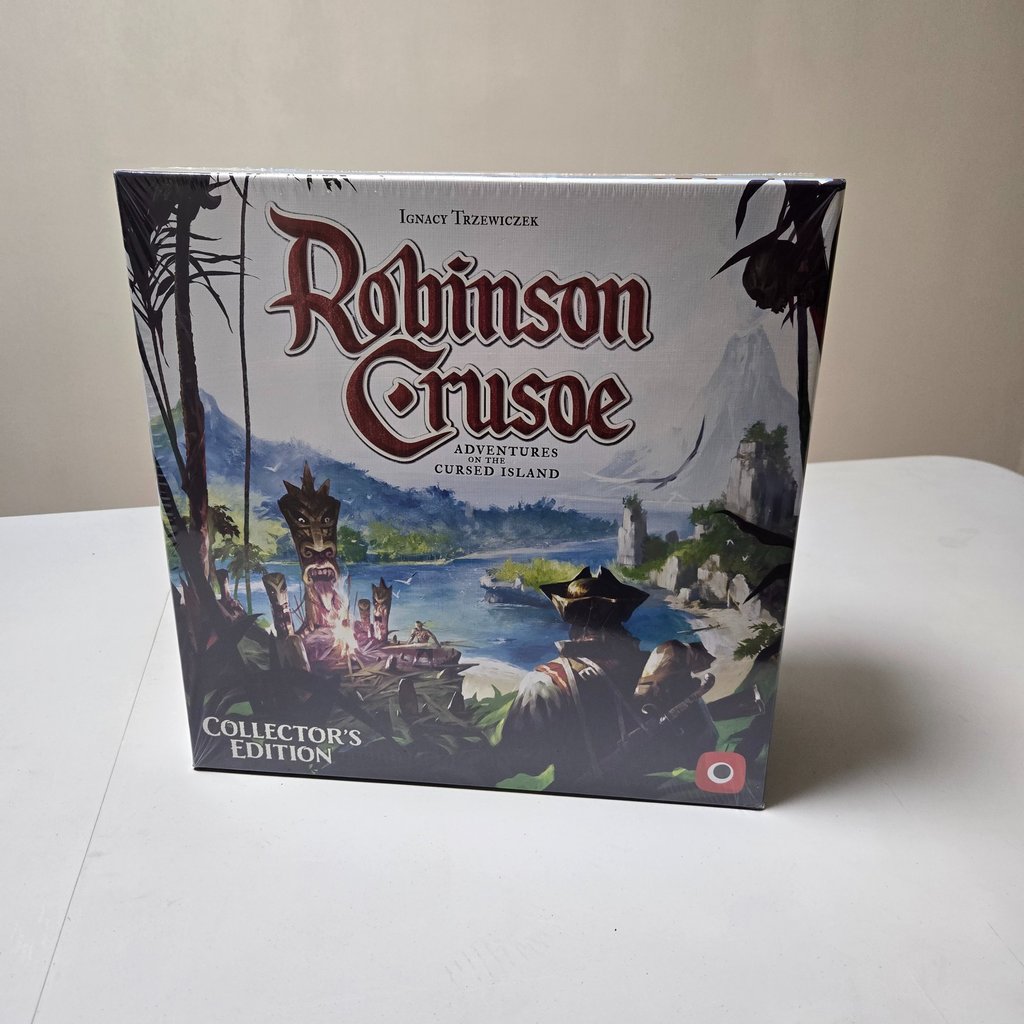 Ignacy Trzewiczek
Robinson
Crusoe
ADVENTURES
ON THE
CURSED ISLAND
COLLECTOR'S
EDITION